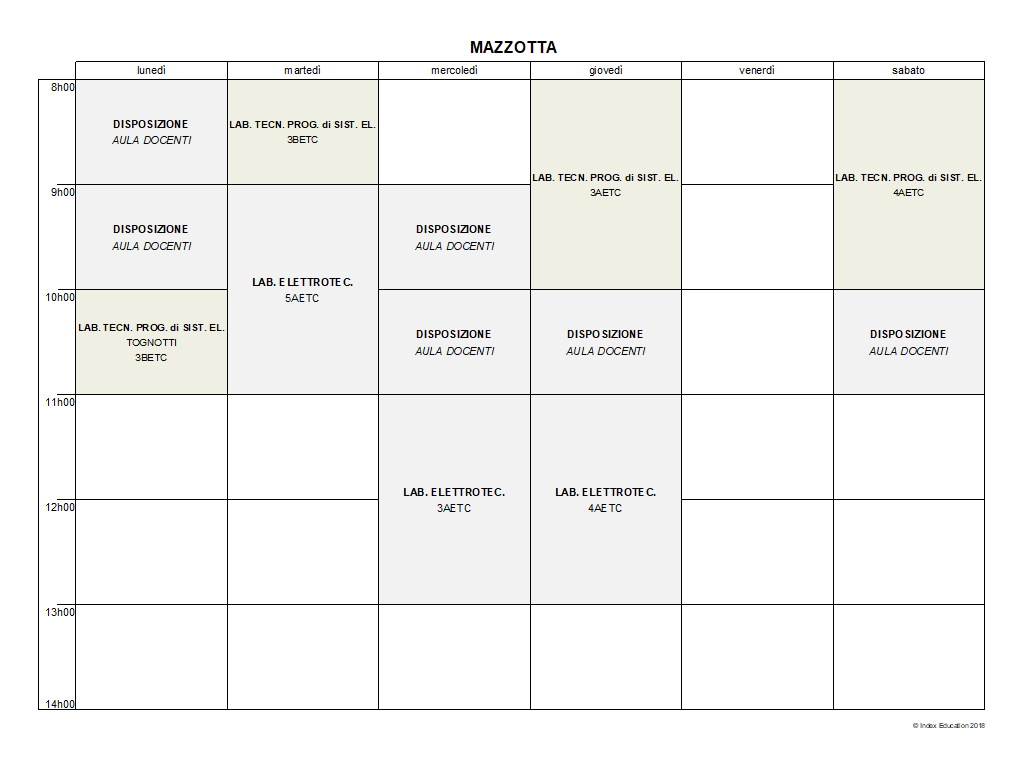 MAZZOTTA
lunedì
martedì
mercoledì
giovedì
venerdì
sabato
8h00
DISPOSIZIONE
AULA DOCENTI
LAB. TECN. PROG. di SIST. EL.
3BETC
LAB. TECN. PROG. di SIST. EL.
3AETC
LAB. TECN. PROG. di SIST. EL.
4AETC
9h00
DISPOSIZIONE
AULA DOCENTI
LAB. ELETTROTEC.
5AETC
DISPOSIZIONE
AULA DOCENTI
10h00
LAB. TECN. PROG. di SIST. EL.
TOGNOTTI
3BETC
DISPOSIZIONE
AULA DOCENTI
DISPOSIZIONE
AULA DOCENTI
DISPOSIZIONE
AULA DOCENTI
11h00
LAB. ELETTROTEC.
3AETC
LAB. ELETTROTEC.
4AETC
12h00
13h00
14h00
© Index Education 2018